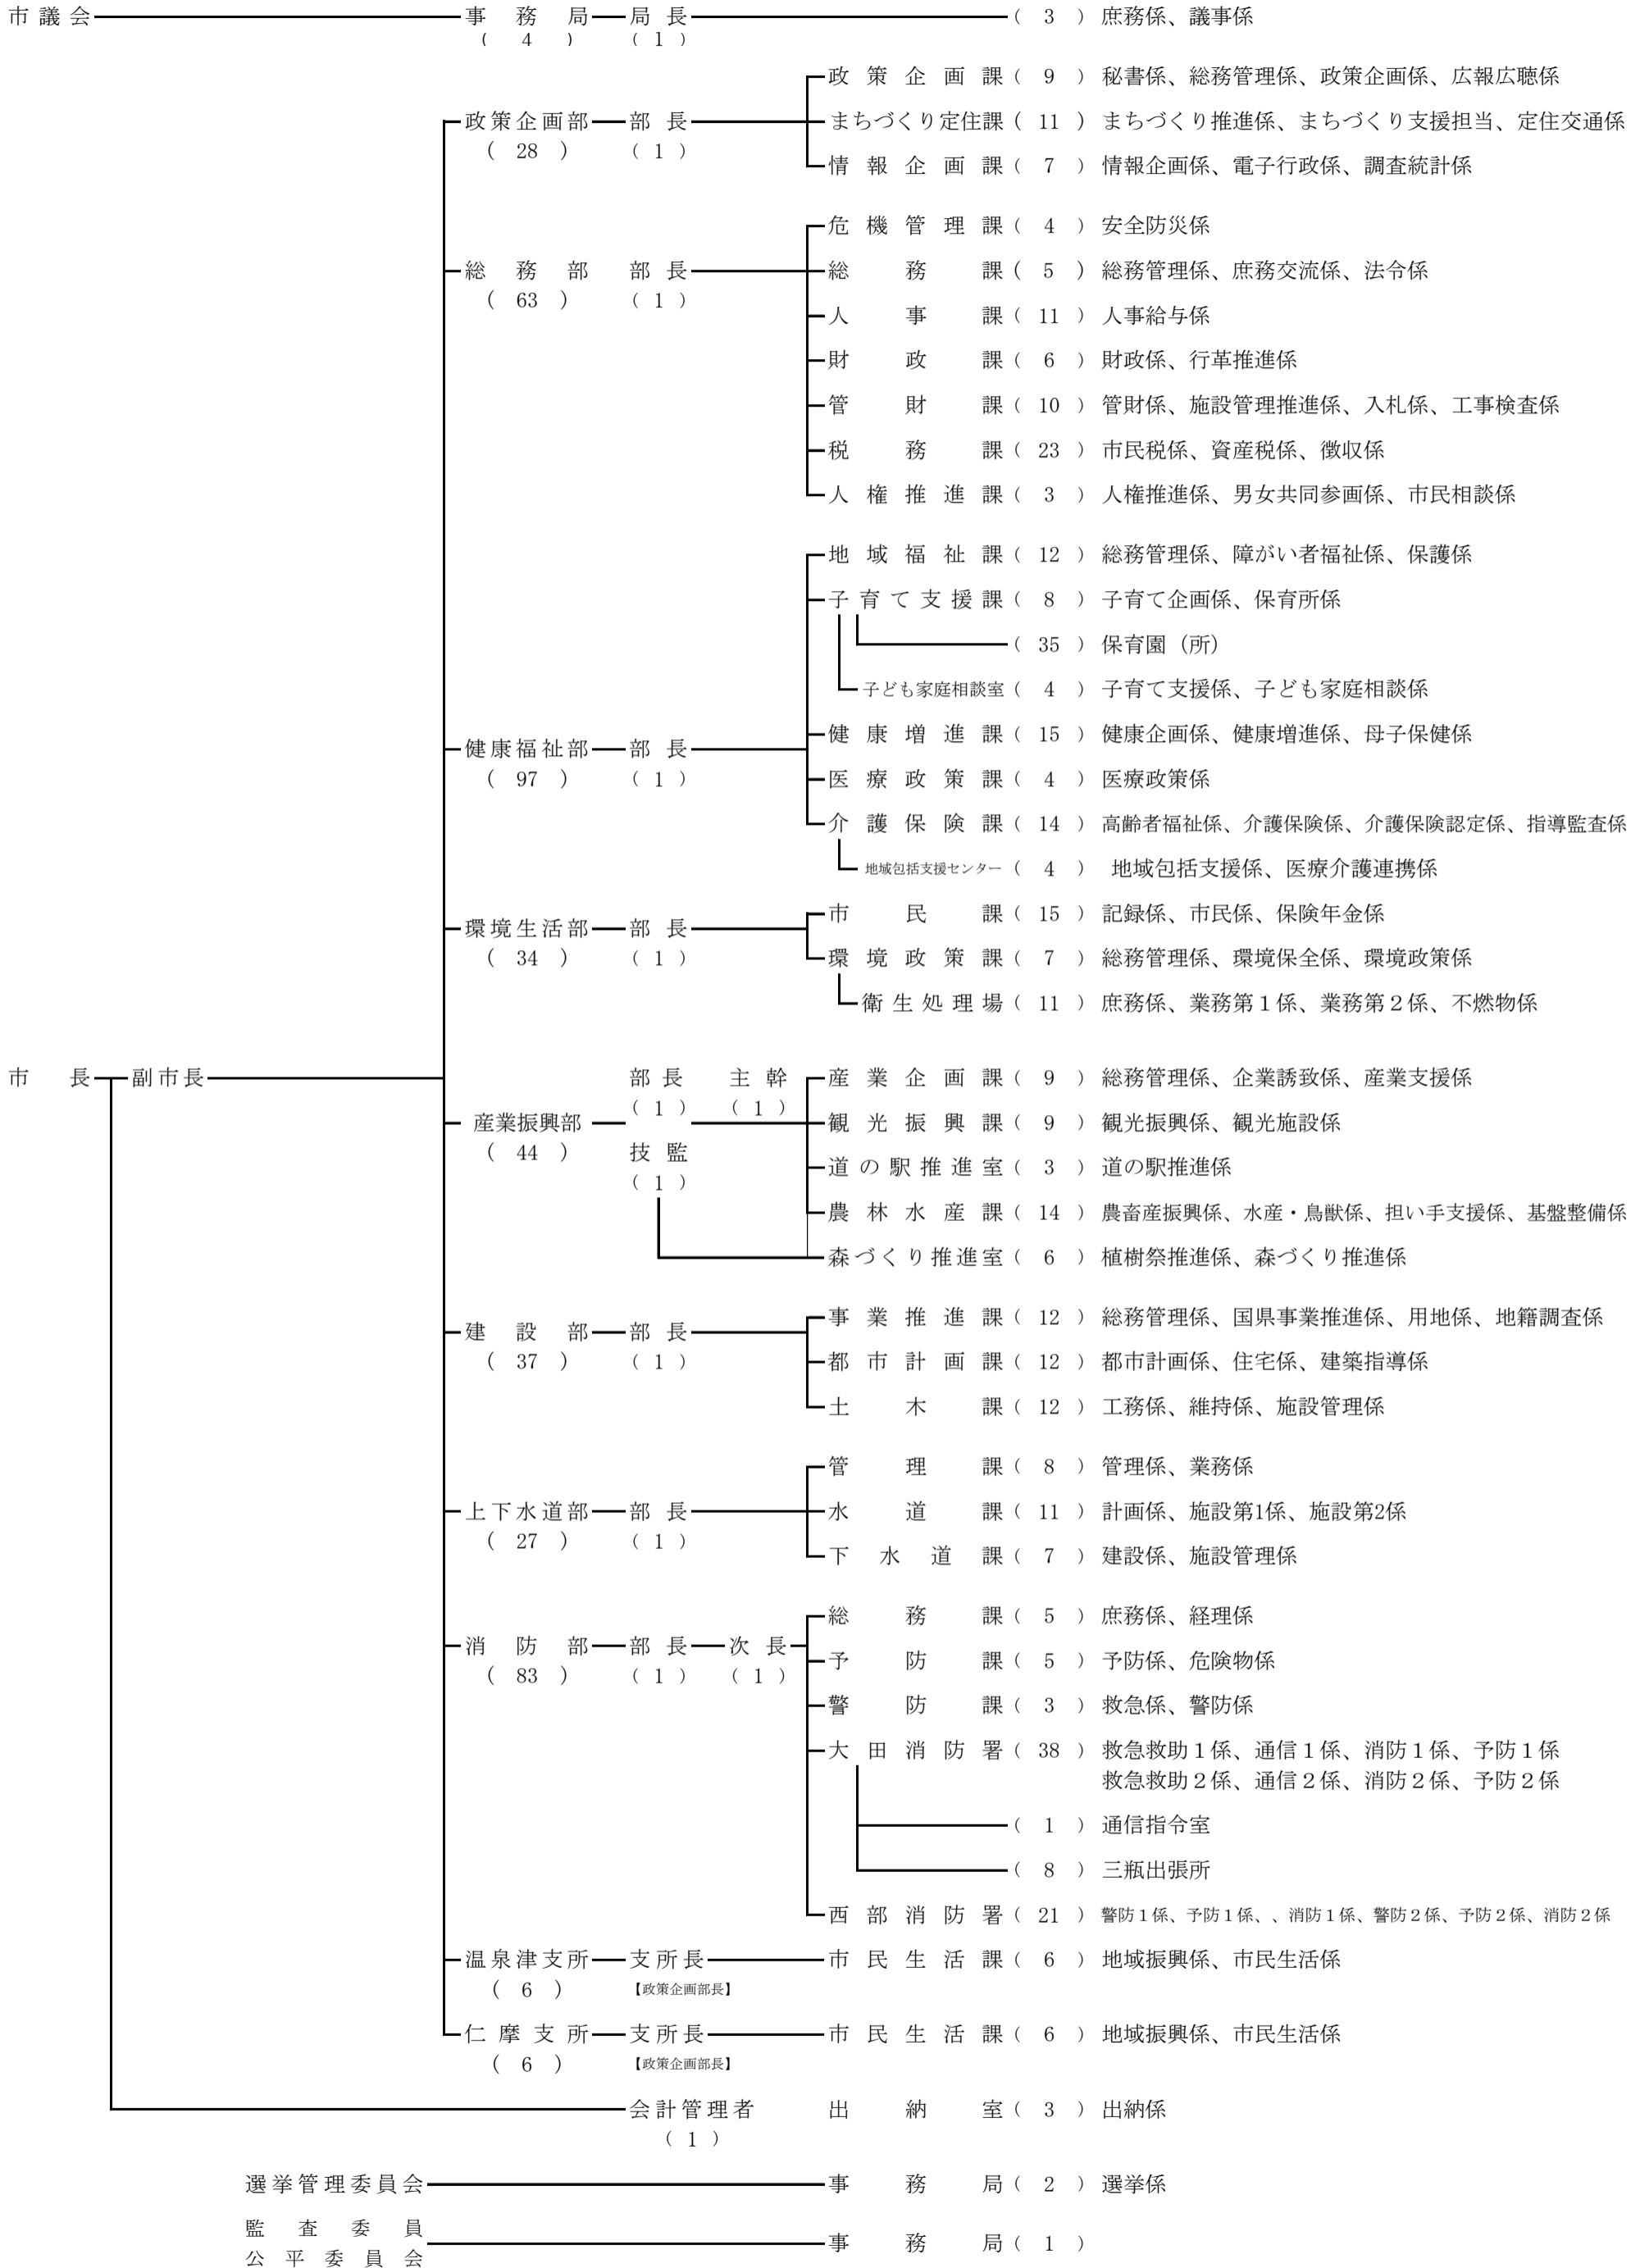 市議会 事務局 局長 ( 3 ) 庶務係、議事係
( 4 ) ( 1 )
政策企画課 ( 9 ) 秘書係、総務管理係、政策企画係、広報広聴係
政策企画部 部長 まちづくり定住課 ( 11 ) まちづくり推進係、まちづくり支援担当、定住交通係
( 28 ) ( 1 )
情報企画課 ( 7 ) 情報企画係、電子行政係、調査統計係
危機管理課 ( 4 ) 安全防災係
総務部 部長 総務課 ( 5 ) 総務管理係、庶務交流係、法令係
( 63 ) ( 1 )
人事課 ( 11 ) 人事給与係
財政課 ( 6 ) 財政係、行革推進係
管財課 ( 10 ) 管財係、施設管理推進係、入札係、工事検査係
税務課 ( 23 ) 市民税係、資産税係、徴収係
人権推進課 ( 3 ) 人権推進係、男女共同参画係、市民相談係
地域福祉課 ( 12 ) 総務管理係、障がい者福祉係、保護係
子育て支援課 ( 8 ) 子育て企画係、保育所係
( 35 ) 保育園（所）
子ども家庭相談室 ( 4 ) 子育て支援係、子ども家庭相談係
健康増進課 ( 15 ) 健康企画係、健康増進係、母子保健係
健康福祉部 部長
( 97 ) ( 1 ) 医療政策課 ( 4 ) 医療政策係
介護保険課 ( 14 ) 高齢者福祉係、介護保険係、介護保険認定係、指導監査係
地域包括支援センター ( 4 ) 地域包括支援係、医療介護連携係
市民課 ( 15 ) 記録係、市民係、保険年金係
環境生活部 部長
( 34 ) ( 1 ) 環境政策課 ( 7 ) 総務管理係、環境保全係、環境政策係
衛生処理場 ( 11 ) 庶務係、業務第１係、業務第２係、不燃物係
市長 副市長 部長 主幹 産業企画課 ( 9 ) 総務管理係、企業誘致係、産業支援係
( 1 ) ( 1 )
産業振興部 観光振興課 ( 9 ) 観光振興係、観光施設係
( 44 ) 技監
道の駅推進室 ( 3 ) 道の駅推進係
( 1 )
農林水産課 ( 14 ) 農畜産振興係、水産・鳥獣係、担い手支援係、基盤整備係
森づくり推進室 ( 6 ) 植樹祭推進係、森づくり推進係
事業推進課 ( 12 ) 総務管理係、国県事業推進係、用地係、地籍調査係
建設部 部長
( 37 ) ( 1 ) 都市計画課 ( 12 ) 都市計画係、住宅係、建築指導係
土木課 ( 12 ) 工務係、維持係、施設管理係
管理課 ( 8 ) 管理係、業務係
上下水道部 部長 水道課 ( 11 ) 計画係、施設第1係、施設第2係
( 27 ) ( 1 )
下水道課 ( 7 ) 建設係、施設管理係
総務課 ( 5 ) 庶務係、経理係
消防部 部長 次長
( 83 ) ( 1 ) ( 1 )
予防課 ( 5 ) 予防係、危険物係
警防課 ( 3 ) 救急係、警防係
大田消防署 ( 38 ) 救急救助１係、通信１係、消防１係、予防１係
救急救助２係、通信２係、消防２係、予防２係
( 1 ) 通信指令室
( 8 ) 三瓶出張所
西部消防署 ( 21 ) 警防１係、予防１係、、消防１係、警防２係、予防２係、消防２係
温泉津支所 支所長 市民生活課 ( 6 ) 地域振興係、市民生活係
( 6 ) 【政策企画部長】
仁摩支所 支所長 市民生活課 ( 6 ) 地域振興係、市民生活係
( 6 ) 【政策企画部長】
会計管理者 出納室 ( 3 ) 出納係
( 1 )
選挙管理委員会 事務局 ( 2 ) 選挙係
監査委員
事務局 ( 1 )
公平委員会